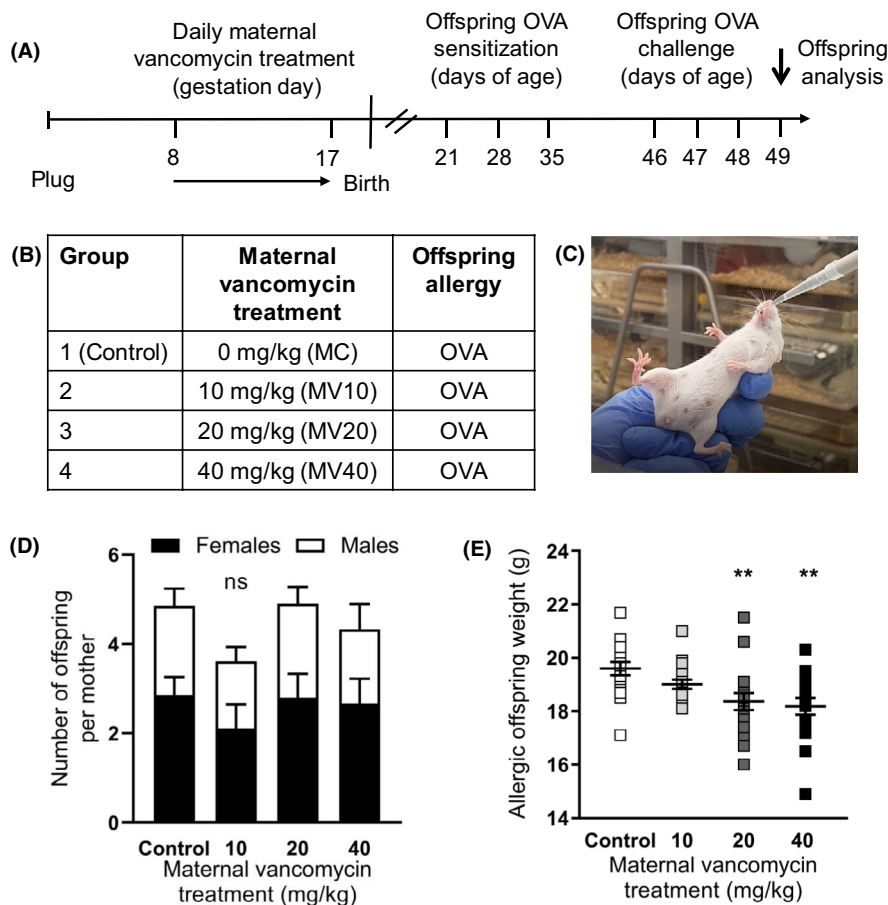 (A)
Daily maternal
vancomycin treatment
(gestation day)
Offspring OVA
sensitization
(days of age)
Offspring OVA
challenge
(days of age)
Offspring
analysis
8 17 21 28 35 46 47 48 49
Plug Birth
(B)
Group Maternal vancomycin treatment Offspring allergy
1 (Control) 0 mg/kg (MC) OVA
2 10 mg/kg (MV10) OVA
3 20 mg/kg (MV20) OVA
4 40 mg/kg (MV40) OVA
(C)
(D)
Females Males
Number of offspring
per mother
6
4
2
0
ns
Control 10 20 40
Maternal vancomycin
treatment (mg/kg)
(E)
Allergic offspring weight (g)
24
22
20
18
16
14
** **
Control 10 20 40
Maternal vancomycin
treatment (mg/kg)